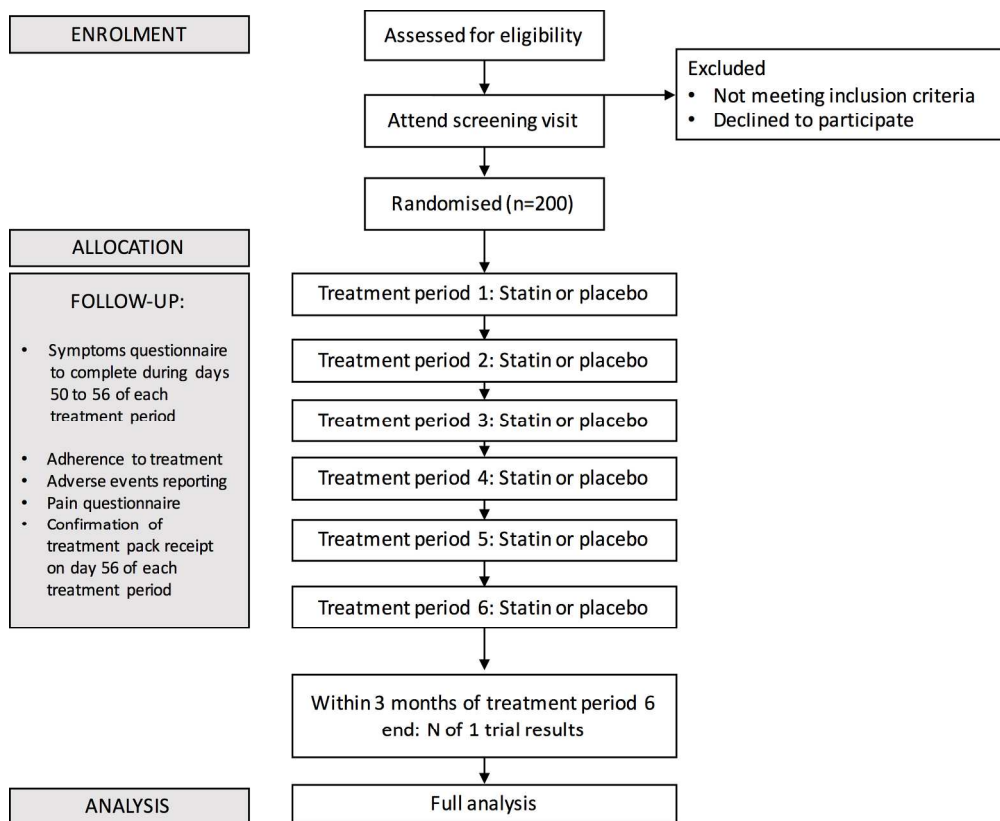 ENROLMENT
Assessed for eligibility
Excluded
• Not meeting inclusion criteria
• Declined to participate
Attend screening visit
Randomised (n=200)
ALLOCATION
FOLLOW-UP:
• Symptoms questionnaire
to complete during days
50 to 56 of each
treatment period
• Adherence to treatment
• Adverse events reporting
• Pain questionnaire
• Confirmation of
treatment pack receipt
on day 56 of each
treatment period
Treatment period 1: Statin or placebo
Treatment period 2: Statin or placebo
Treatment period 3: Statin or placebo
Treatment period 4: Statin or placebo
Treatment period 5: Statin or placebo
Treatment period 6: Statin or placebo
Within 3 months of treatment period 6
end: N of 1 trial results
ANALYSIS
Full analysis